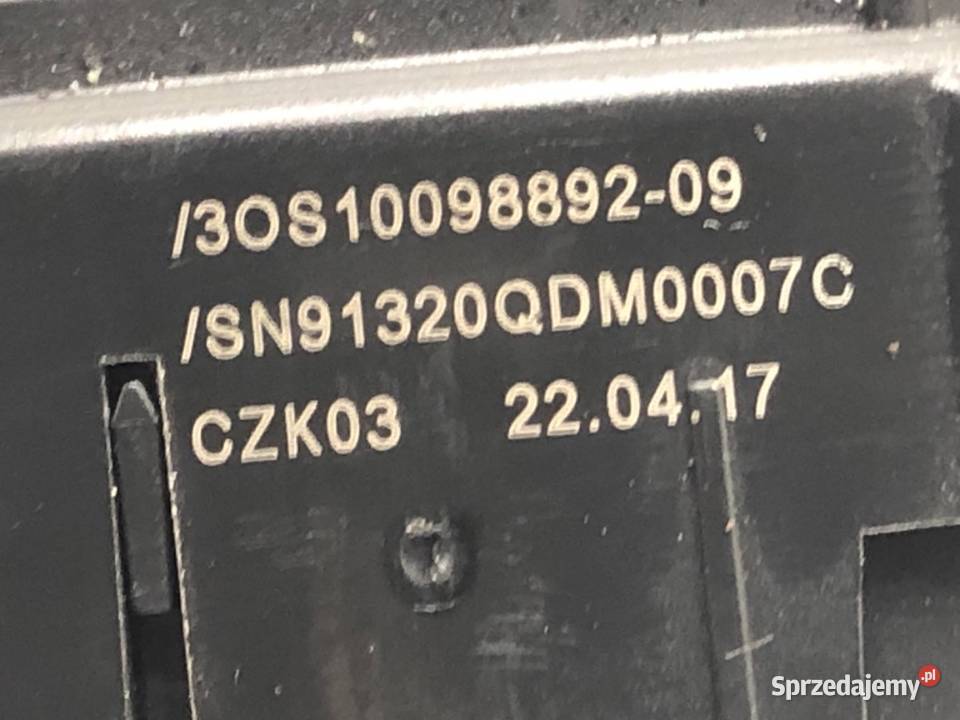 /3OS10098892-09
/SN91320QDM0007C
CZK03 22.04.17
Sprzedajemy.pl